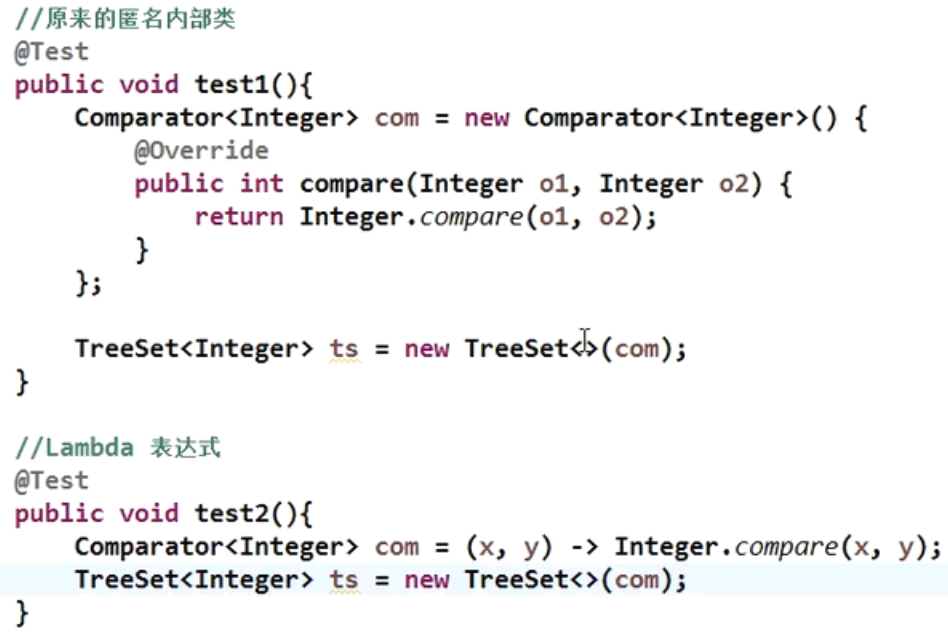 //原来的匿名内部类
@Test
public void test1(){
    Comparator<Integer> com = new Comparator<Integer>() {
        @Override
        public int compare(Integer o1, Integer o2) {
            return Integer.compare(o1, o2);
        }
    };
    TreeSet<Integer> ts = new TreeSet<>(com);
}
//Lambda 表达式
@Test
public void test2(){
    Comparator<Integer> com = (x, y) -> Integer.compare(x, y);
    TreeSet<Integer> ts = new TreeSet<>(com);
}